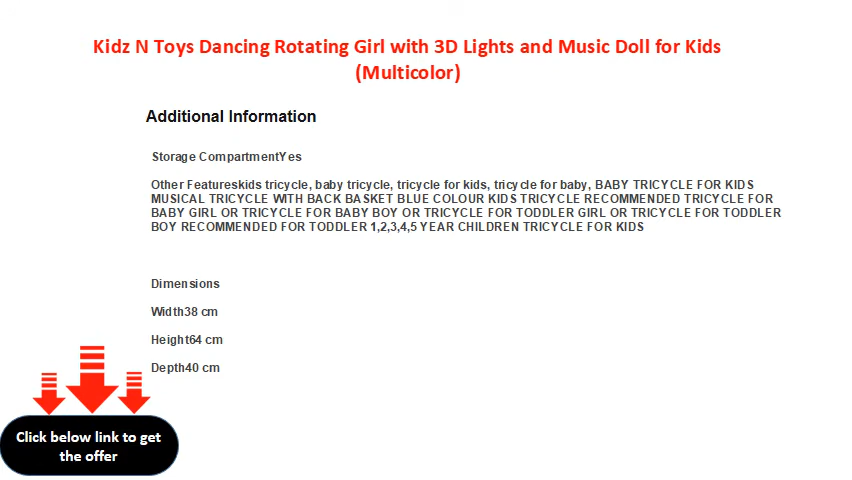 Kidz N Toys Dancing Rotating Girl with 3D Lights and Music Doll for Kids
(Multicolor)
Additional Information
Storage CompartmentYes
Other Featureskids tricycle, baby tricycle, tricycle for kids, tricycle for baby, BABY TRICYCLE FOR KIDS
MUSICAL TRICYCLE WITH BACK BASKET BLUE COLOUR KIDS TRICYCLE RECOMMENDED TRICYCLE FOR
BABY GIRL OR TRICYCLE FOR BABY BOY OR TRICYCLE FOR TODDLER GIRL OR TRICYCLE FOR TODDLER
BOY RECOMMENDED FOR TODDLER 1,2,3,4,5 YEAR CHILDREN TRICYCLE FOR KIDS
Dimensions
Width38 cm
Height64 cm
Depth40 cm
Click below link to get
the offer